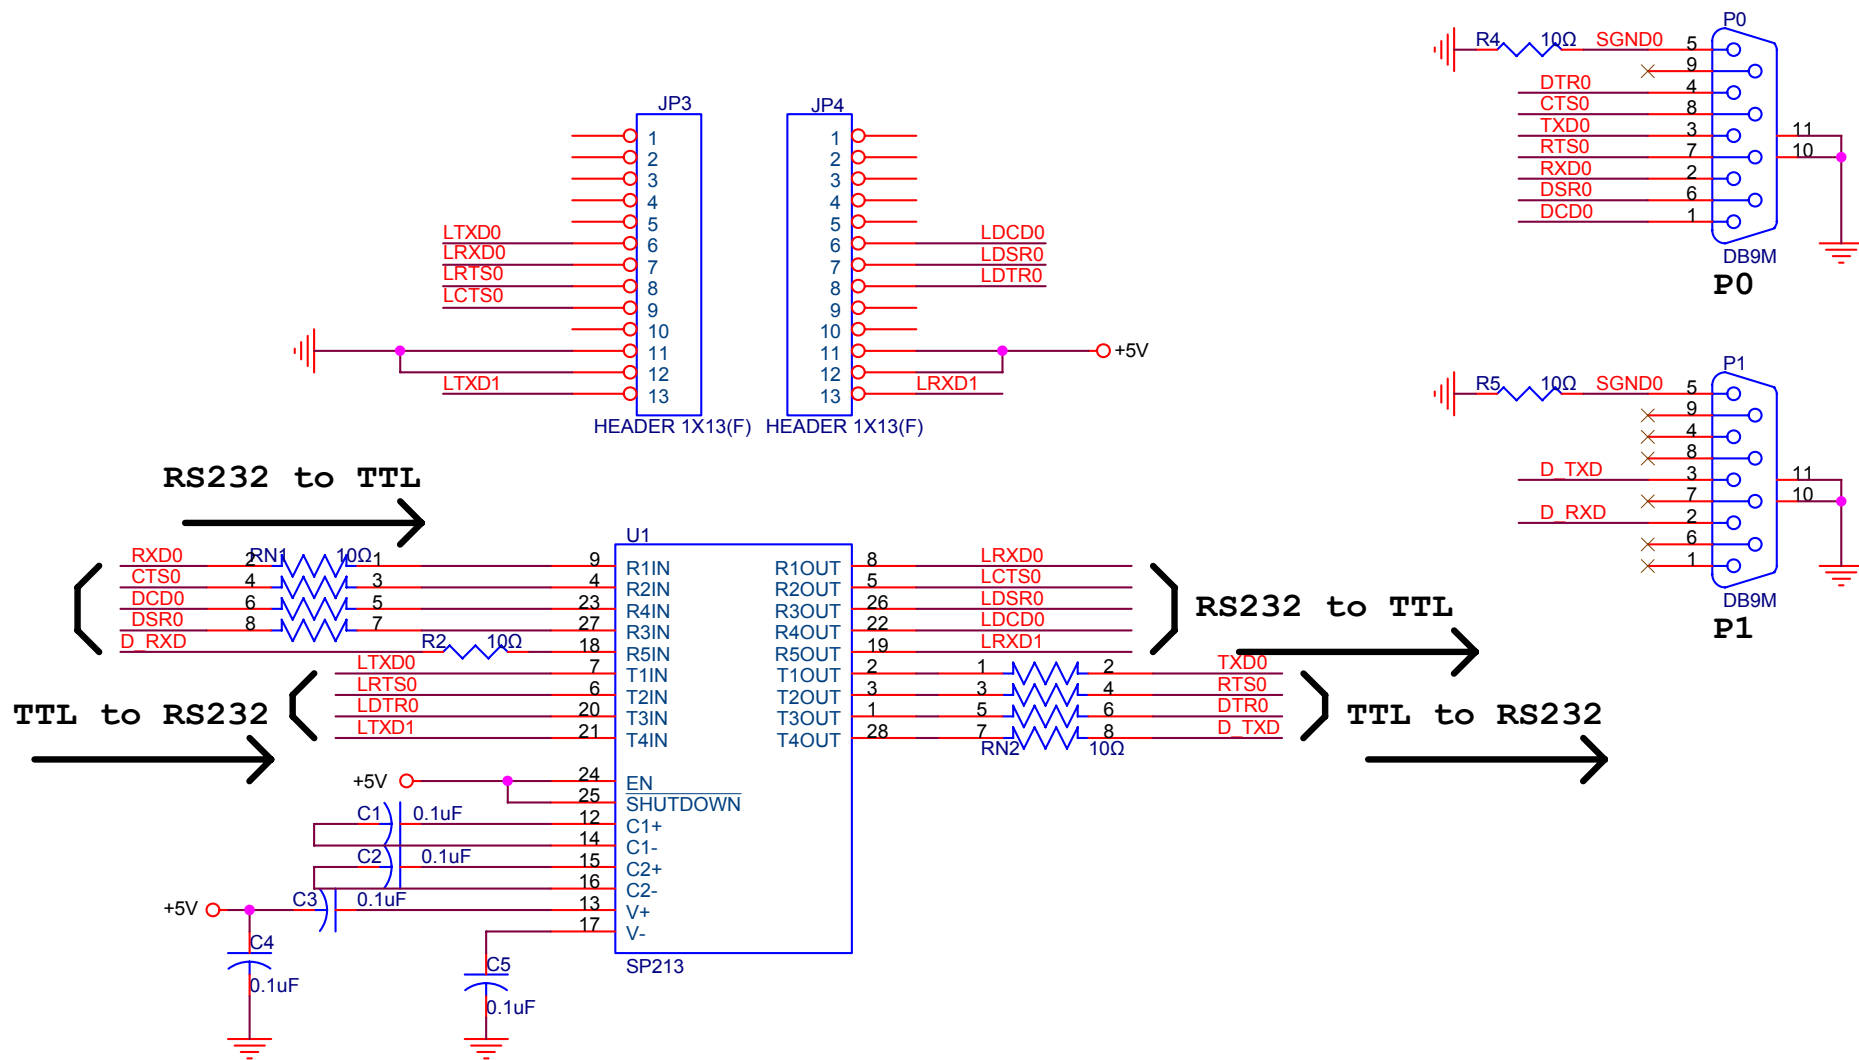 P0
R4 10Ω SGND0 5
9
DTR0 4
CTS0 8
TXD0 3 11
RTS0 7 10
RXD0 2
DSR0 6
DCD0 1
DB9M
P0
JP3 JP4
1 1
2 2
3 3
4 4
5 5
LTXD0 6 6 LDCD0
LRXD0 7 7 LDSR0
LRTS0 8 8 LDTR0
LCTS0 9 9
10 10
11 11 +5V
12 12
LTXD1 13 13 LRXD1
HEADER 1X13(F) HEADER 1X13(F)
P1
R5 10Ω SGND0 5
9
4
8
D_TXD 3 11
7 10
D_RXD 2
6
1
DB9M
P1
RS232 to TTL
U1
RXD0 2 RN1 10Ω 1 9 R1IN R1OUT 8 LRXD0
CTS0 4 3 4 R2IN R2OUT 5 LCTS0
DCD0 6 5 23 R4IN R3OUT 26 LDSR0
DSR0 8 7 27 R3IN R4OUT 22 LDCD0
D_RXD R2 10Ω 18 R5IN R5OUT 19 LRXD1
RS232 to TTL
LTXD0 7 T1IN T1OUT 2 1 2 TXD0
LRTS0 6 T2IN T2OUT 3 3 4 RTS0
LDTR0 20 T3IN T3OUT 1 5 6 DTR0
LTXD1 21 T4IN T4OUT 28 7 8 D_TXD
RN2 10Ω
TTL to RS232
TTL to RS232
+5V 24 EN
25 SHUTDOWN
C1 0.1uF 12 C1+
14 C1-
C2 0.1uF 15 C2+
16 C2-
+5V C3 0.1uF 13 V+
17 V-
SP213
C4
0.1uF
C5
0.1uF